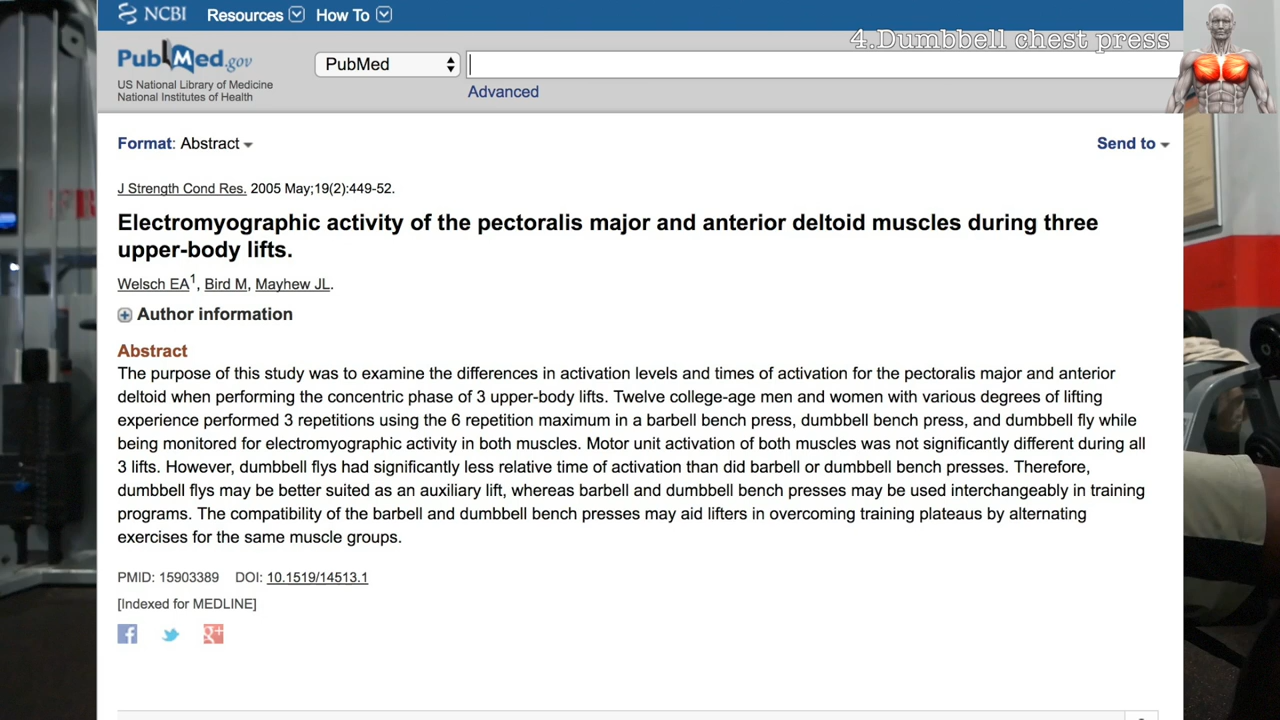 NCBI Resources How To
4.Dumbbell chest press
PubMed.gov
US National Library of Medicine
National Institutes of Health
PubMed
Advanced
Format: Abstract
Send to
J Strength Cond Res. 2005 May;19(2):449-52.
Electromyographic activity of the pectoralis major and anterior deltoid muscles during three
upper-body lifts.
Welsch EA1, Bird M, Mayhew JL.
Author information
Abstract
The purpose of this study was to examine the differences in activation levels and times of activation for the pectoralis major and anterior
deltoid when performing the concentric phase of 3 upper-body lifts. Twelve college-age men and women with various degrees of lifting
experience performed 3 repetitions using the 6 repetition maximum in a barbell bench press, dumbbell bench press, and dumbbell fly while
being monitored for electromyographic activity in both muscles. Motor unit activation of both muscles was not significantly different during all
3 lifts. However, dumbbell flys had significantly less relative time of activation than did barbell or dumbbell bench presses. Therefore,
dumbbell flys may be better suited as an auxiliary lift, whereas barbell and dumbbell bench presses may be used interchangeably in training
programs. The compatibility of the barbell and dumbbell bench presses may aid lifters in overcoming training plateaus by alternating
exercises for the same muscle groups.
PMID: 15903389 DOI: 10.1519/14513.1
[Indexed for MEDLINE]